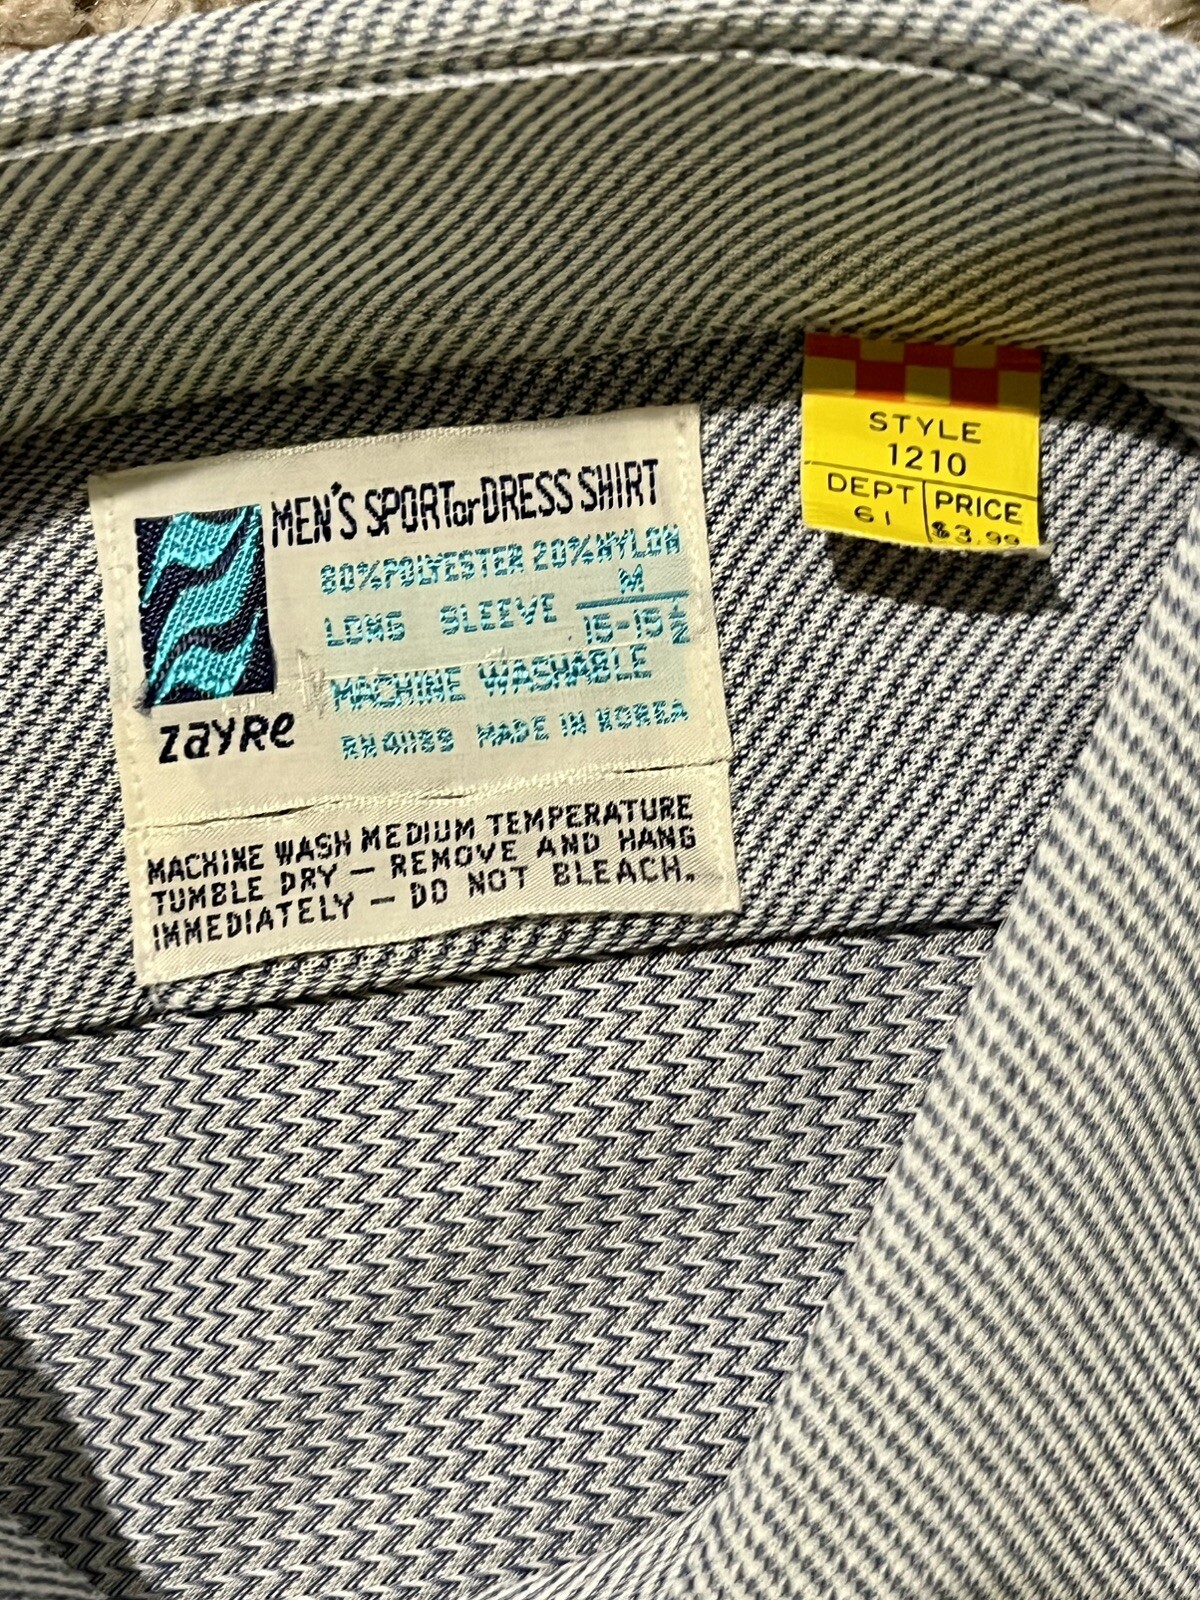 MEN'S SPORT or DRESS SHIRT
80% POLYESTER 20% NYLON
LONG SLEEVE M
15-15½
MACHINE WASHABLE
RN 41189 MADE IN KOREA
zayre
MACHINE WASH MEDIUM TEMPERATURE
TUMBLE DRY — REMOVE AND HANG
IMMEDIATELY — DO NOT BLEACH.
STYLE
1210
DEPT PRICE
61 $3.99